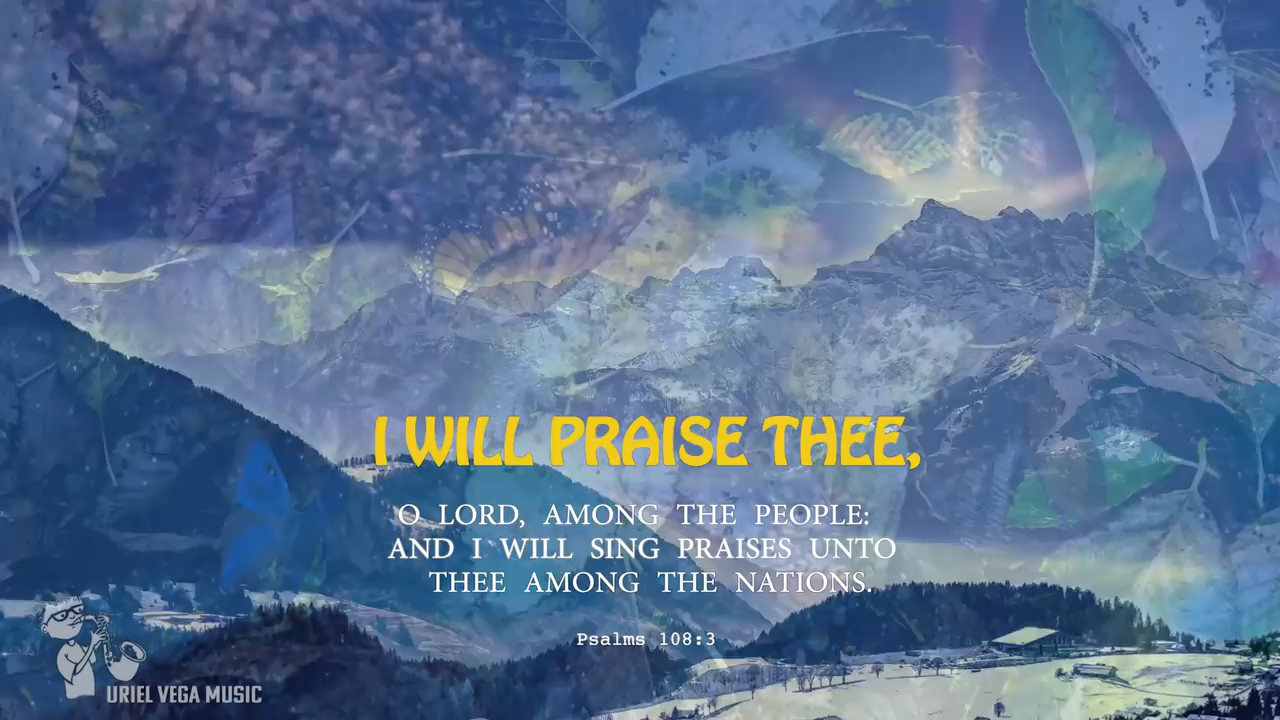 I WILL PRAISE THEE,
O LORD, AMONG THE PEOPLE:
AND I WILL SING PRAISES UNTO
THEE AMONG THE NATIONS.
Psalms 108:3
URIEL VEGA MUSIC